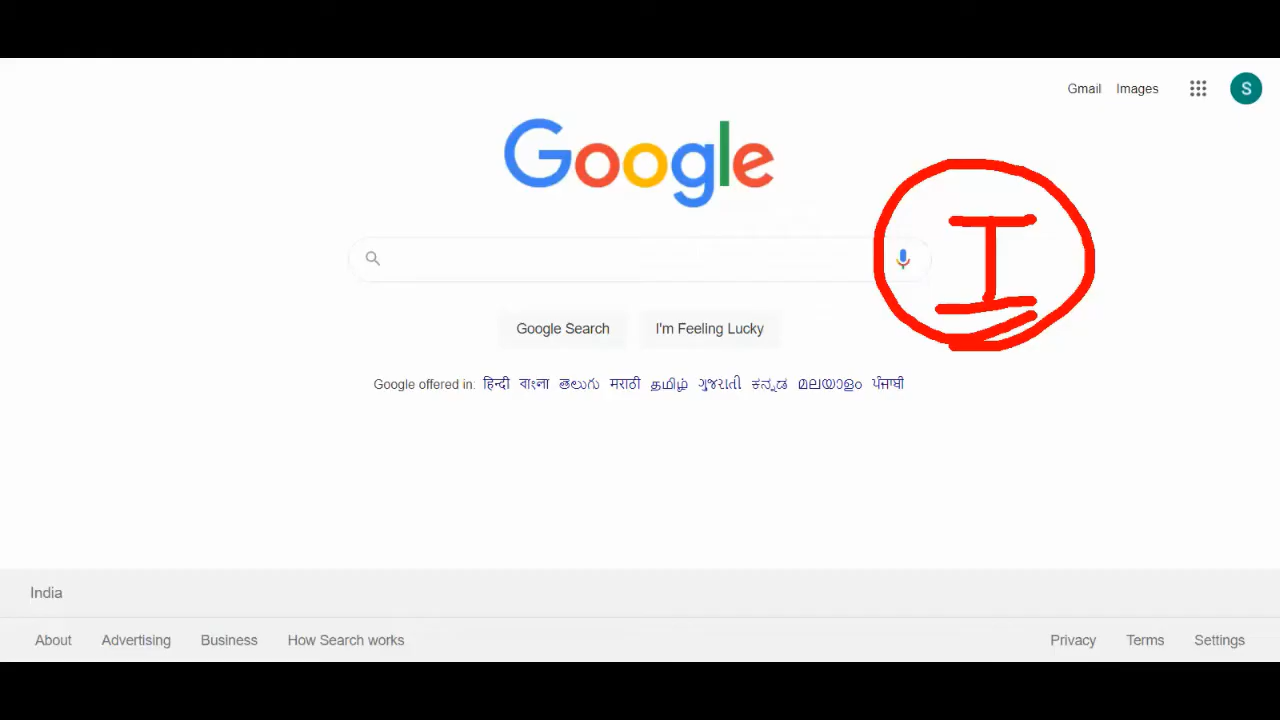 Gmail Images S
Google
I
Google Search I'm Feeling Lucky
Google offered in: हिन्दी বাংলা తెలుగు मराठी தமிழ் ગુજરાતી ಕನ್ನಡ മലയാളം ਪੰਜਾਬੀ
India
About Advertising Business How Search works Privacy Terms Settings